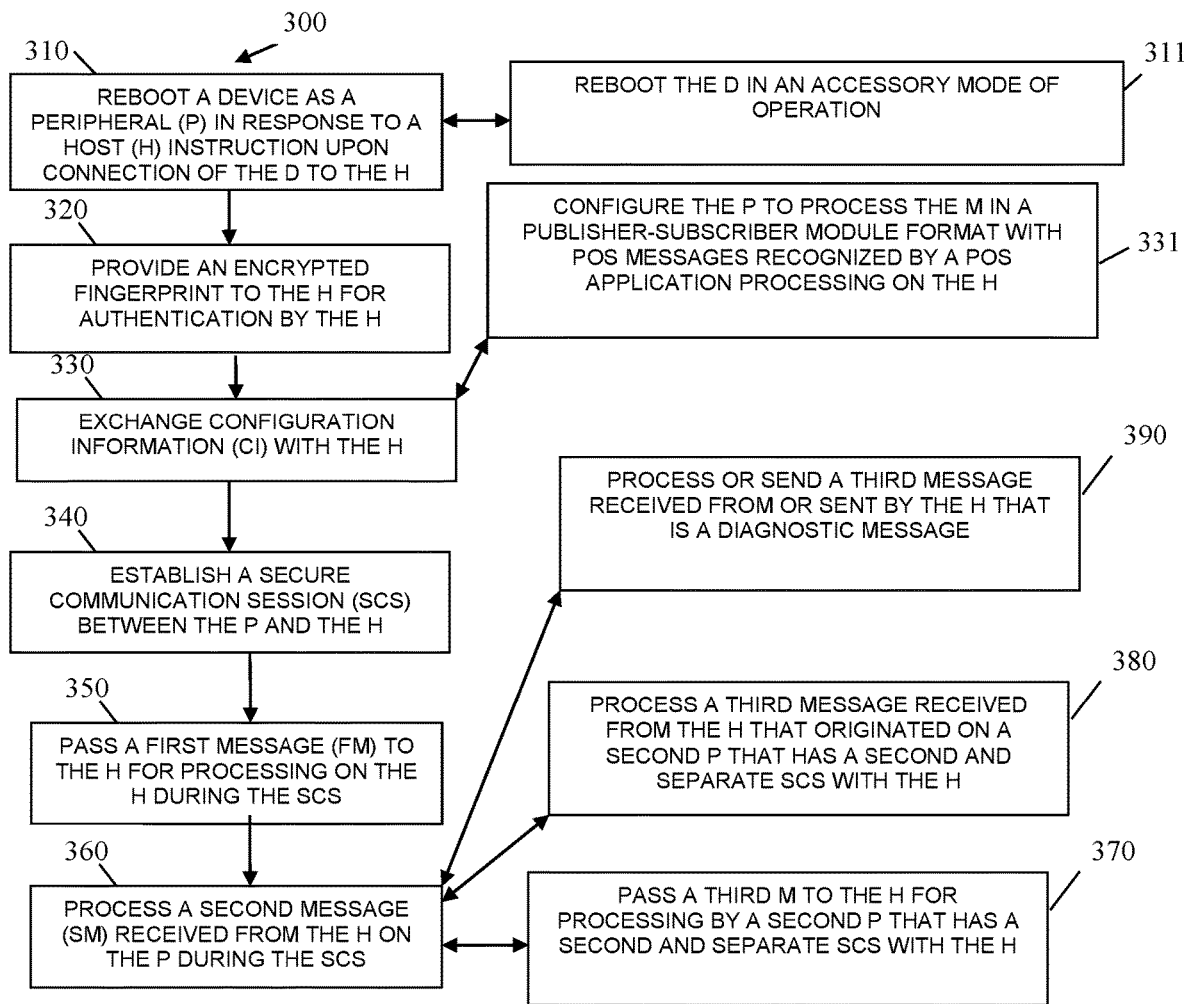 300
310
REBOOT A DEVICE AS A
PERIPHERAL (P) IN RESPONSE TO A
HOST (H) INSTRUCTION UPON
CONNECTION OF THE D TO THE H
311
REBOOT THE D IN AN ACCESSORY MODE OF
OPERATION
320
PROVIDE AN ENCRYPTED
FINGERPRINT TO THE H FOR
AUTHENTICATION BY THE H
331
CONFIGURE THE P TO PROCESS THE M IN A
PUBLISHER-SUBSCRIBER MODULE FORMAT WITH
POS MESSAGES RECOGNIZED BY A POS
APPLICATION PROCESSING ON THE H
330
EXCHANGE CONFIGURATION
INFORMATION (CI) WITH THE H
340
ESTABLISH A SECURE
COMMUNICATION SESSION (SCS)
BETWEEN THE P AND THE H
350
PASS A FIRST MESSAGE (FM) TO
THE H FOR PROCESSING ON THE
H DURING THE SCS
360
PROCESS A SECOND MESSAGE
(SM) RECEIVED FROM THE H ON
THE P DURING THE SCS
390
PROCESS OR SEND A THIRD MESSAGE
RECEIVED FROM OR SENT BY THE H THAT
IS A DIAGNOSTIC MESSAGE
380
PROCESS A THIRD MESSAGE RECEIVED
FROM THE H THAT ORIGINATED ON A
SECOND P THAT HAS A SECOND AND
SEPARATE SCS WITH THE H
370
PASS A THIRD M TO THE H FOR
PROCESSING BY A SECOND P THAT HAS A
SECOND AND SEPARATE SCS WITH THE H